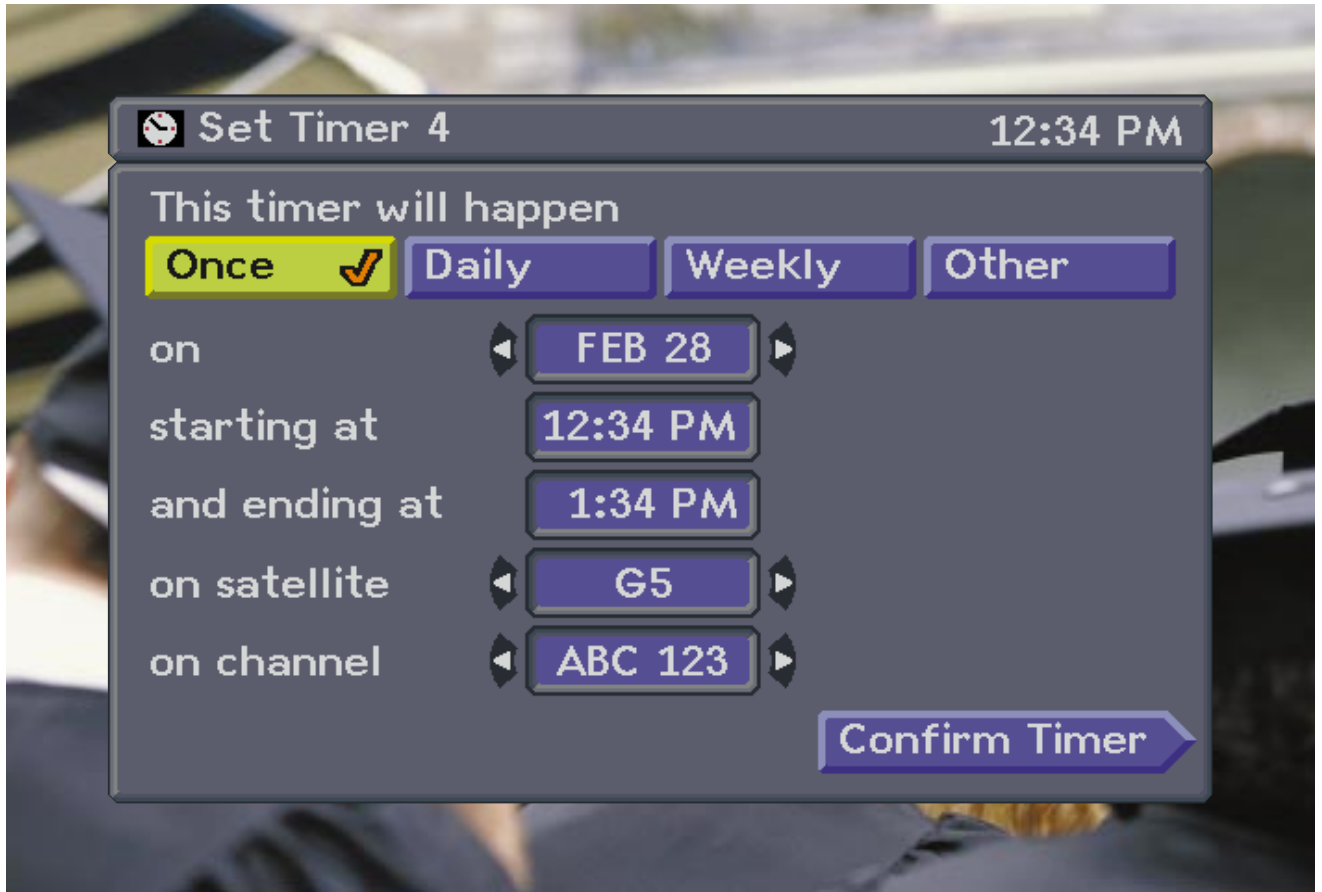 Set Timer 4 12:34 PM
This timer will happen
Once Daily Weekly Other
on FEB 28
starting at 12:34 PM
and ending at 1:34 PM
on satellite G5
on channel ABC 123
Confirm Timer